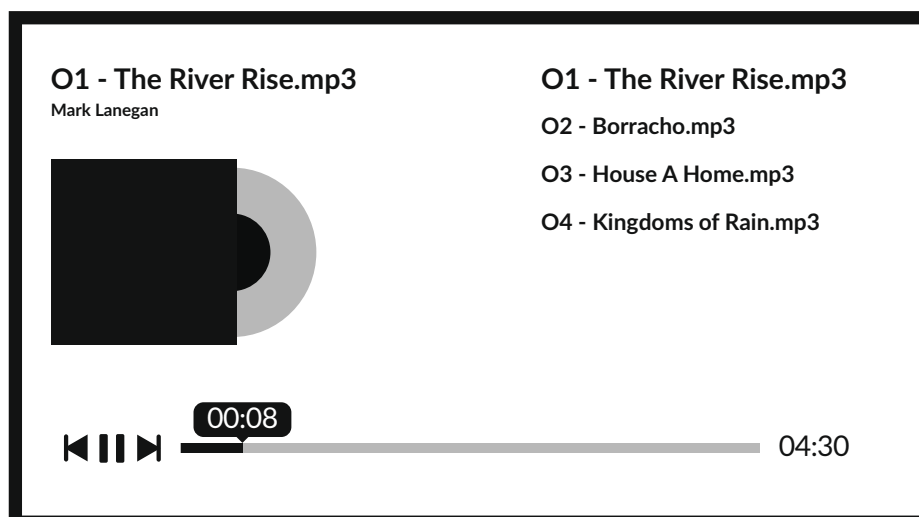 O1 - The River Rise.mp3
Mark Lanegan
O1 - The River Rise.mp3
O2 - Borracho.mp3
O3 - House A Home.mp3
O4 - Kingdoms of Rain.mp3
00:08
04:30